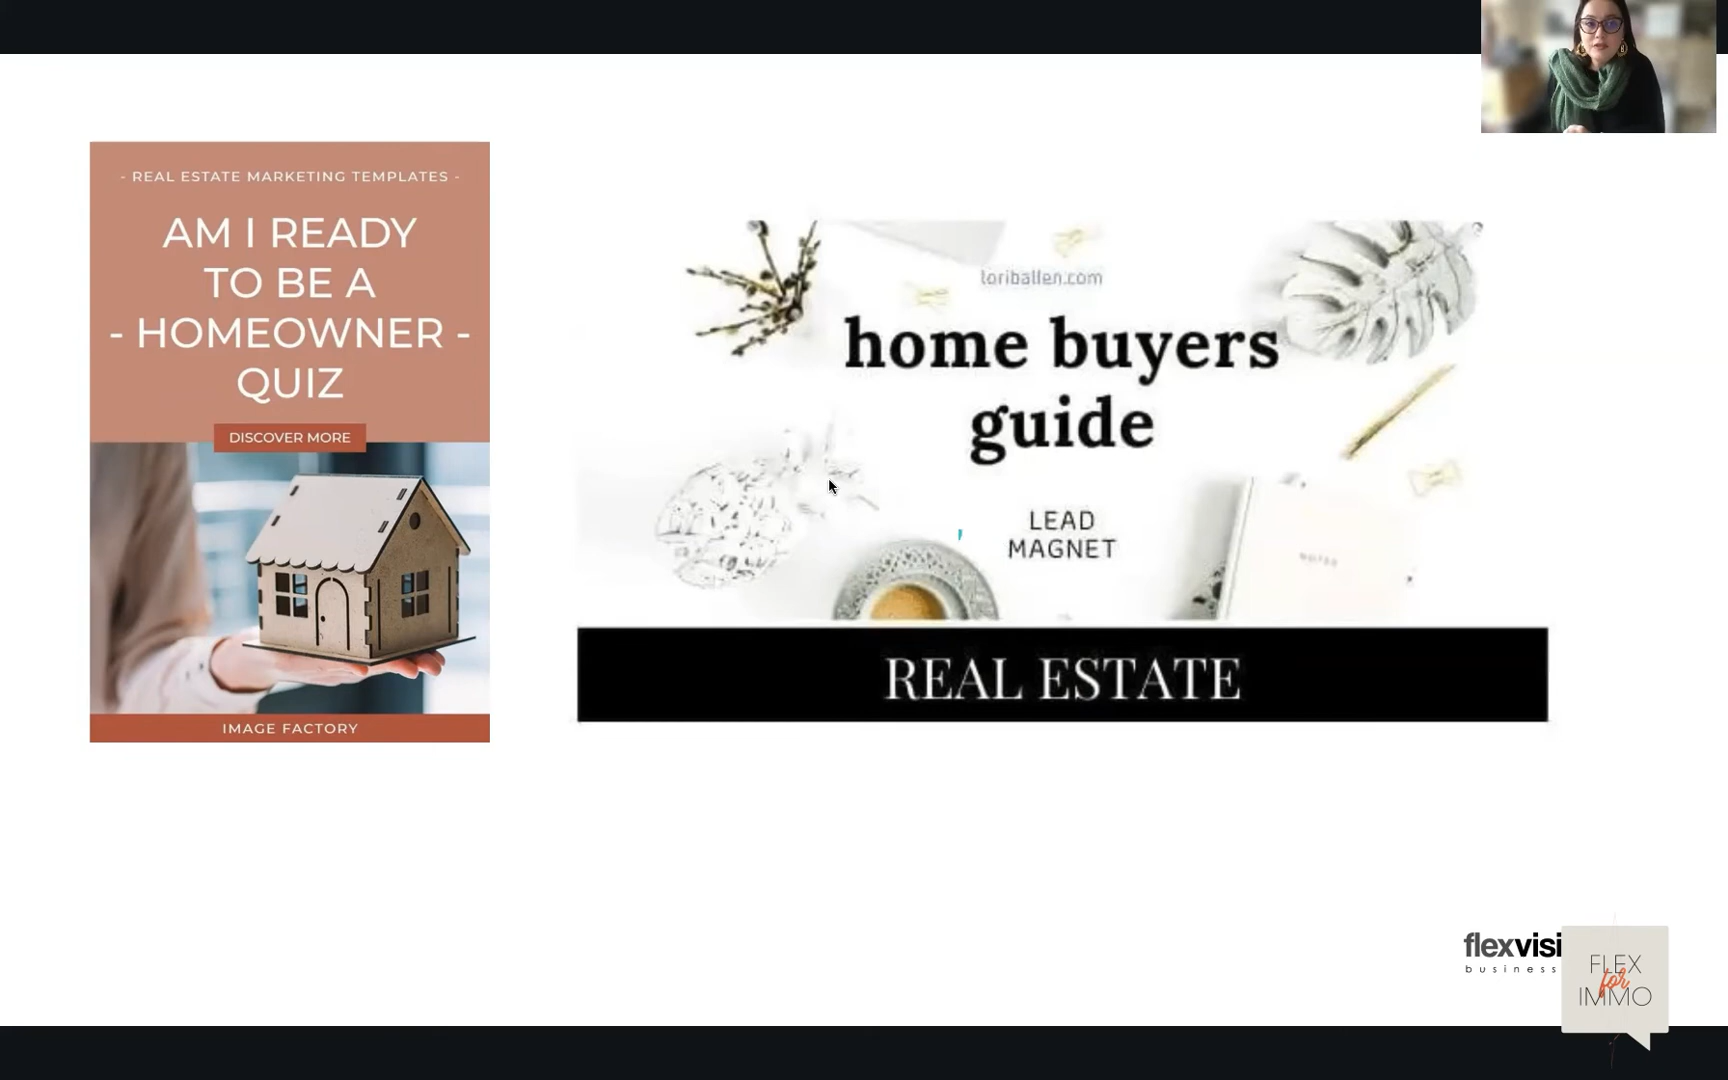 - REAL ESTATE MARKETING TEMPLATES -
AM I READY
TO BE A
- HOMEOWNER -
QUIZ
DISCOVER MORE
IMAGE FACTORY
loriballen.com
home buyers
guide
LEAD
MAGNET
NOTES
REAL ESTATE
flexvisi
business
FLEX
for
IMMO